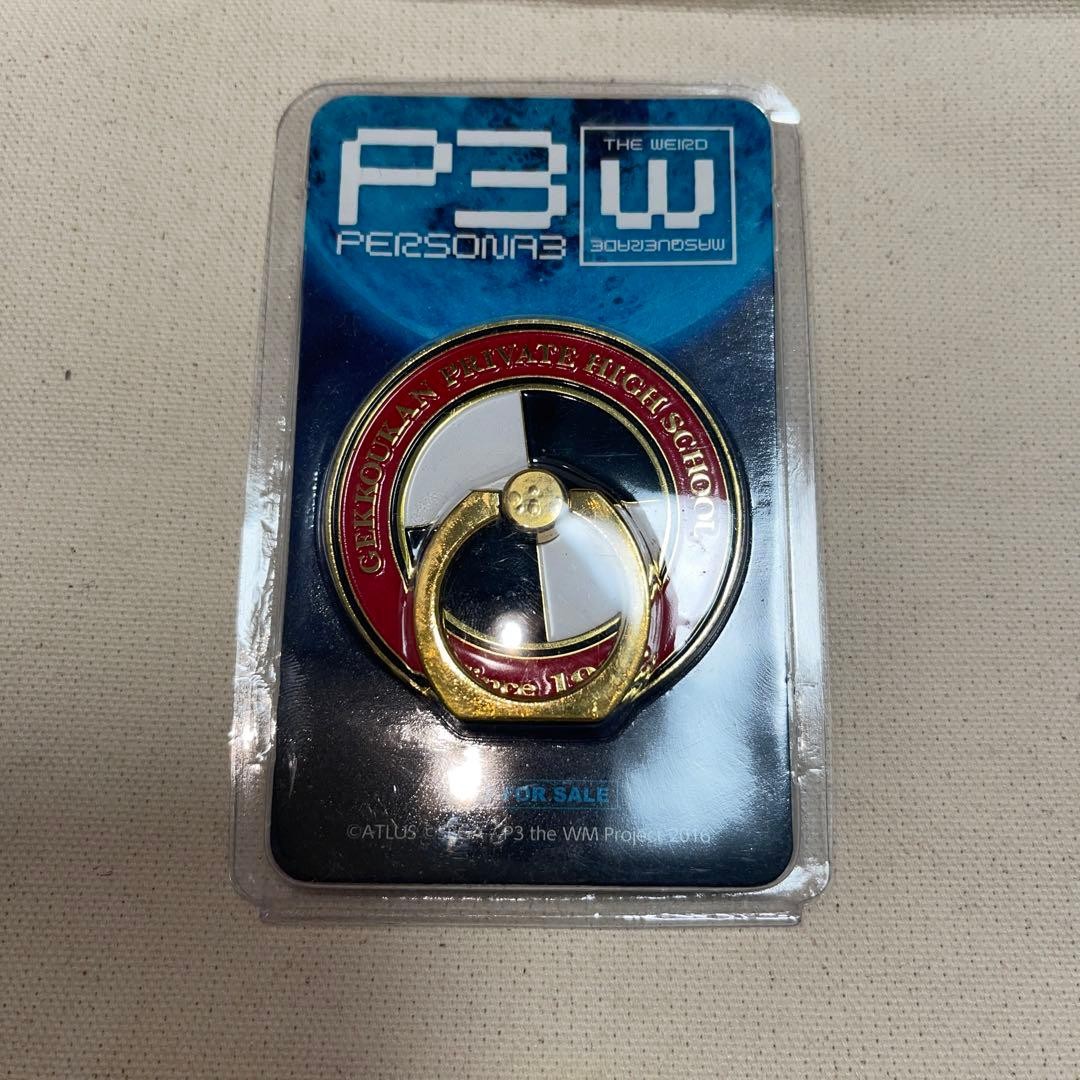 P3
PERSONA3
THE WEIRD
W
MASQUERADE
GEKKOUKAN PRIVATE HIGH SCHOOL
FOR SALE
©ATLUS P3 the WM Project 2016